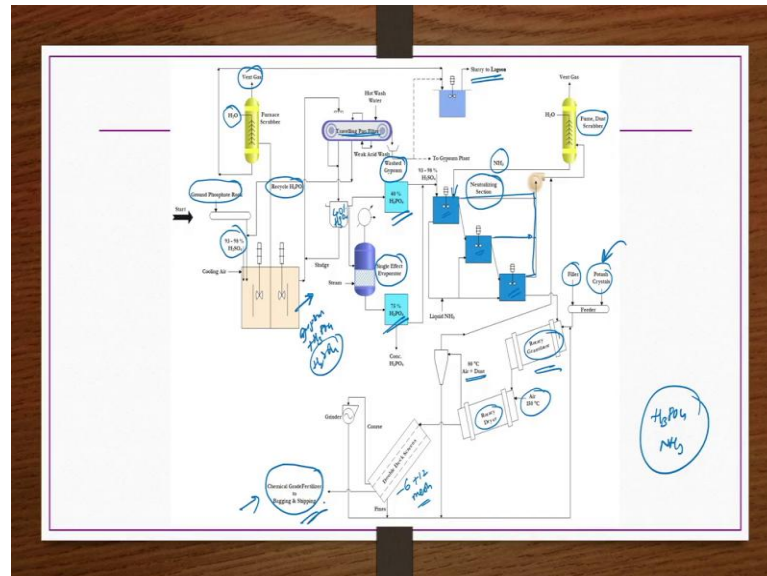 Vent Gas
H₂O
Furnace
Scrubber
Ground Phosphate Rock
Start
Recycle H₃PO₄
93 - 98 %
H₂SO₄
Cooling Air
Hot Wash
Water
Travelling Pan Filter
Weak Acid Wash
Washed
Gypsum
To Gypsum Plant
Slurry to Lagoon
Sludge
40 %
H₃PO₄
Single Effect
Evaporator
Steam
75 %
H₃PO₄
Conc.
H₃PO₄
93 - 98 %
H₂SO₄
NH₃
Neutralizing
Section
Liquid NH₃
Vent Gas
H₂O
Fume, Dust
Scrubber
Filler
Potash
Crystals
Feeder
Rotary
Granulator
Air
Rotary
Dryer
Air + Dust
Grinder
Coarse
Double Deck Screens
-6 +12
mesh
Fines
Chemical Grade Fertilizer
to
Bagging & Shipping
H₃PO₄
NH₃